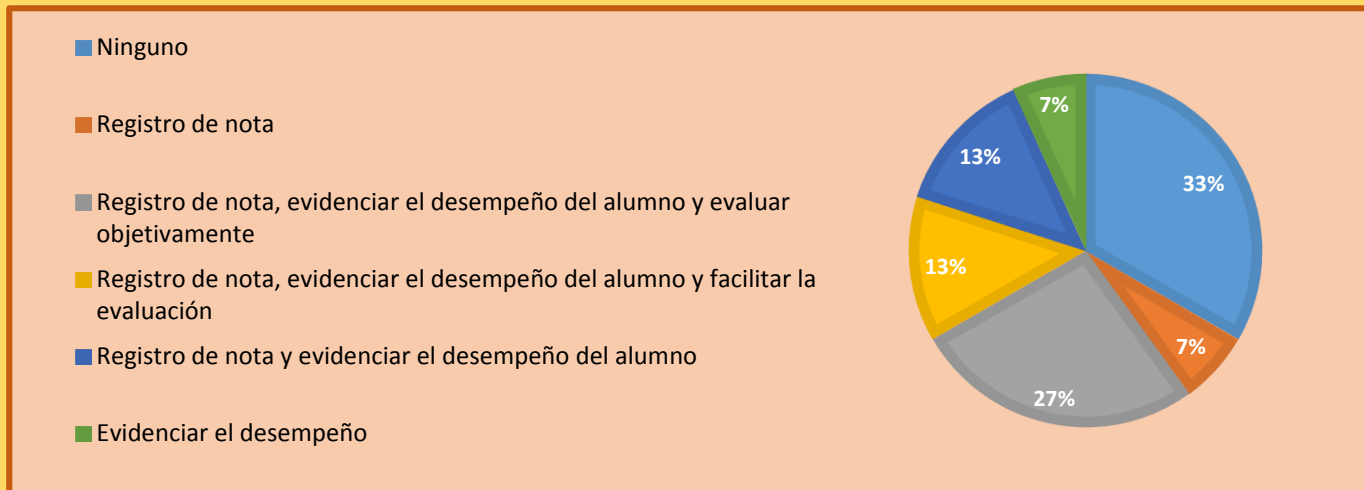 Ninguno
Registro de nota
Registro de nota, evidenciar el desempeño del alumno y evaluar
objetivamente
Registro de nota, evidenciar el desempeño del alumno y facilitar la
evaluación
Registro de nota y evidenciar el desempeño del alumno
Evidenciar el desempeño
7%
13%
33%
13%
7%
27%